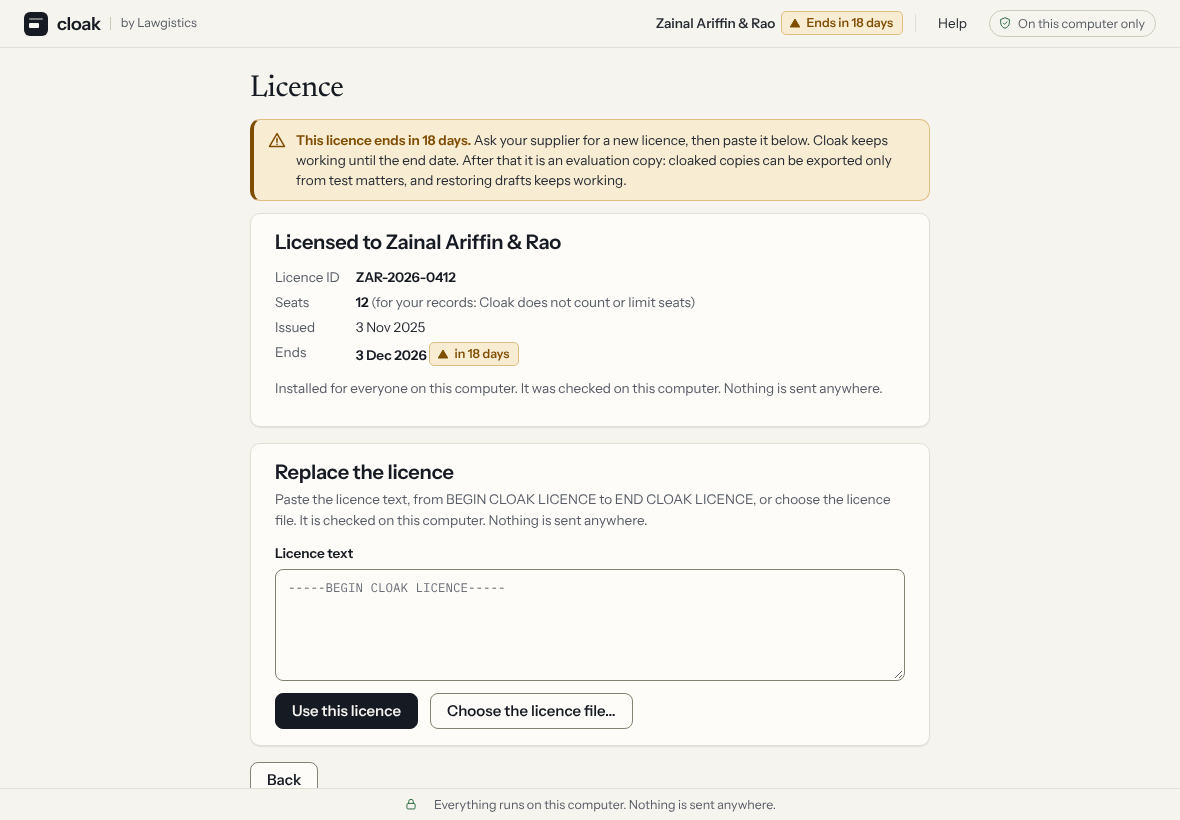 cloak by Lawgistics
Zainal Ariffin & Rao Ends in 18 days Help On this computer only
Licence
This licence ends in 18 days. Ask your supplier for a new licence, then paste it below. Cloak keeps
working until the end date. After that it is an evaluation copy: cloaked copies can be exported only
from test matters, and restoring drafts keeps working.
Licensed to Zainal Ariffin & Rao
Licence ID ZAR-2026-0412
Seats 12 (for your records: Cloak does not count or limit seats)
Issued 3 Nov 2025
Ends 3 Dec 2026 in 18 days
Installed for everyone on this computer. It was checked on this computer. Nothing is sent anywhere.
Replace the licence
Paste the licence text, from BEGIN CLOAK LICENCE to END CLOAK LICENCE, or choose the licence
file. It is checked on this computer. Nothing is sent anywhere.
Licence text
-----BEGIN CLOAK LICENCE-----
Use this licence Choose the licence file…
Back
Everything runs on this computer. Nothing is sent anywhere.